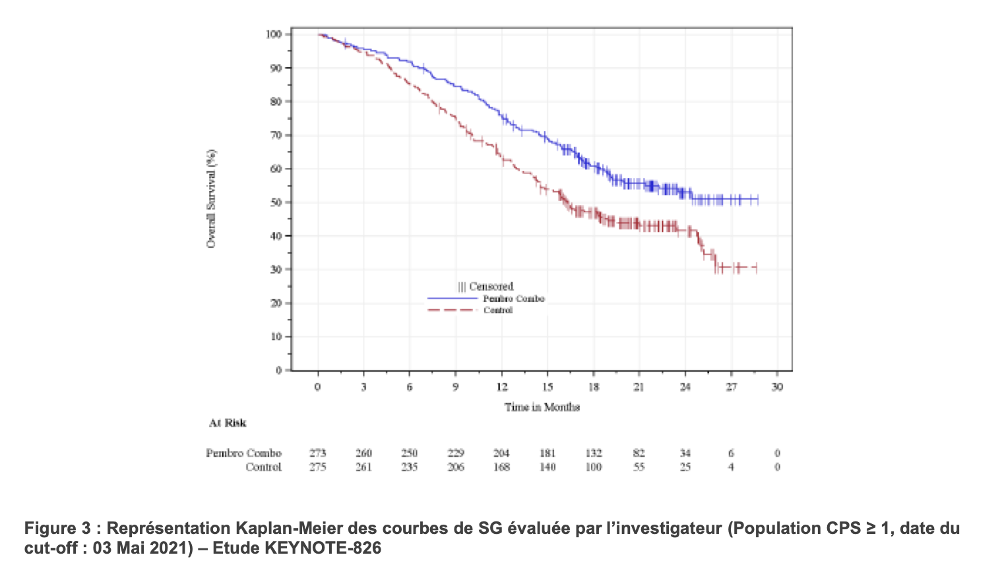 100
90
80
70
60
50
40
30
20
10
0
Overall Survival (%)
||| Censored
Pembro Combo
Control
0 3 6 9 12 15 18 21 24 27 30
Time in Months
At Risk
Pembro Combo 273 260 250 229 204 181 132 82 34 6 0
Control 275 261 235 206 168 140 100 55 25 4 0
Figure 3 : Représentation Kaplan-Meier des courbes de SG évaluée par l’investigateur (Population CPS ≥ 1, date du
cut-off : 03 Mai 2021) – Etude KEYNOTE-826